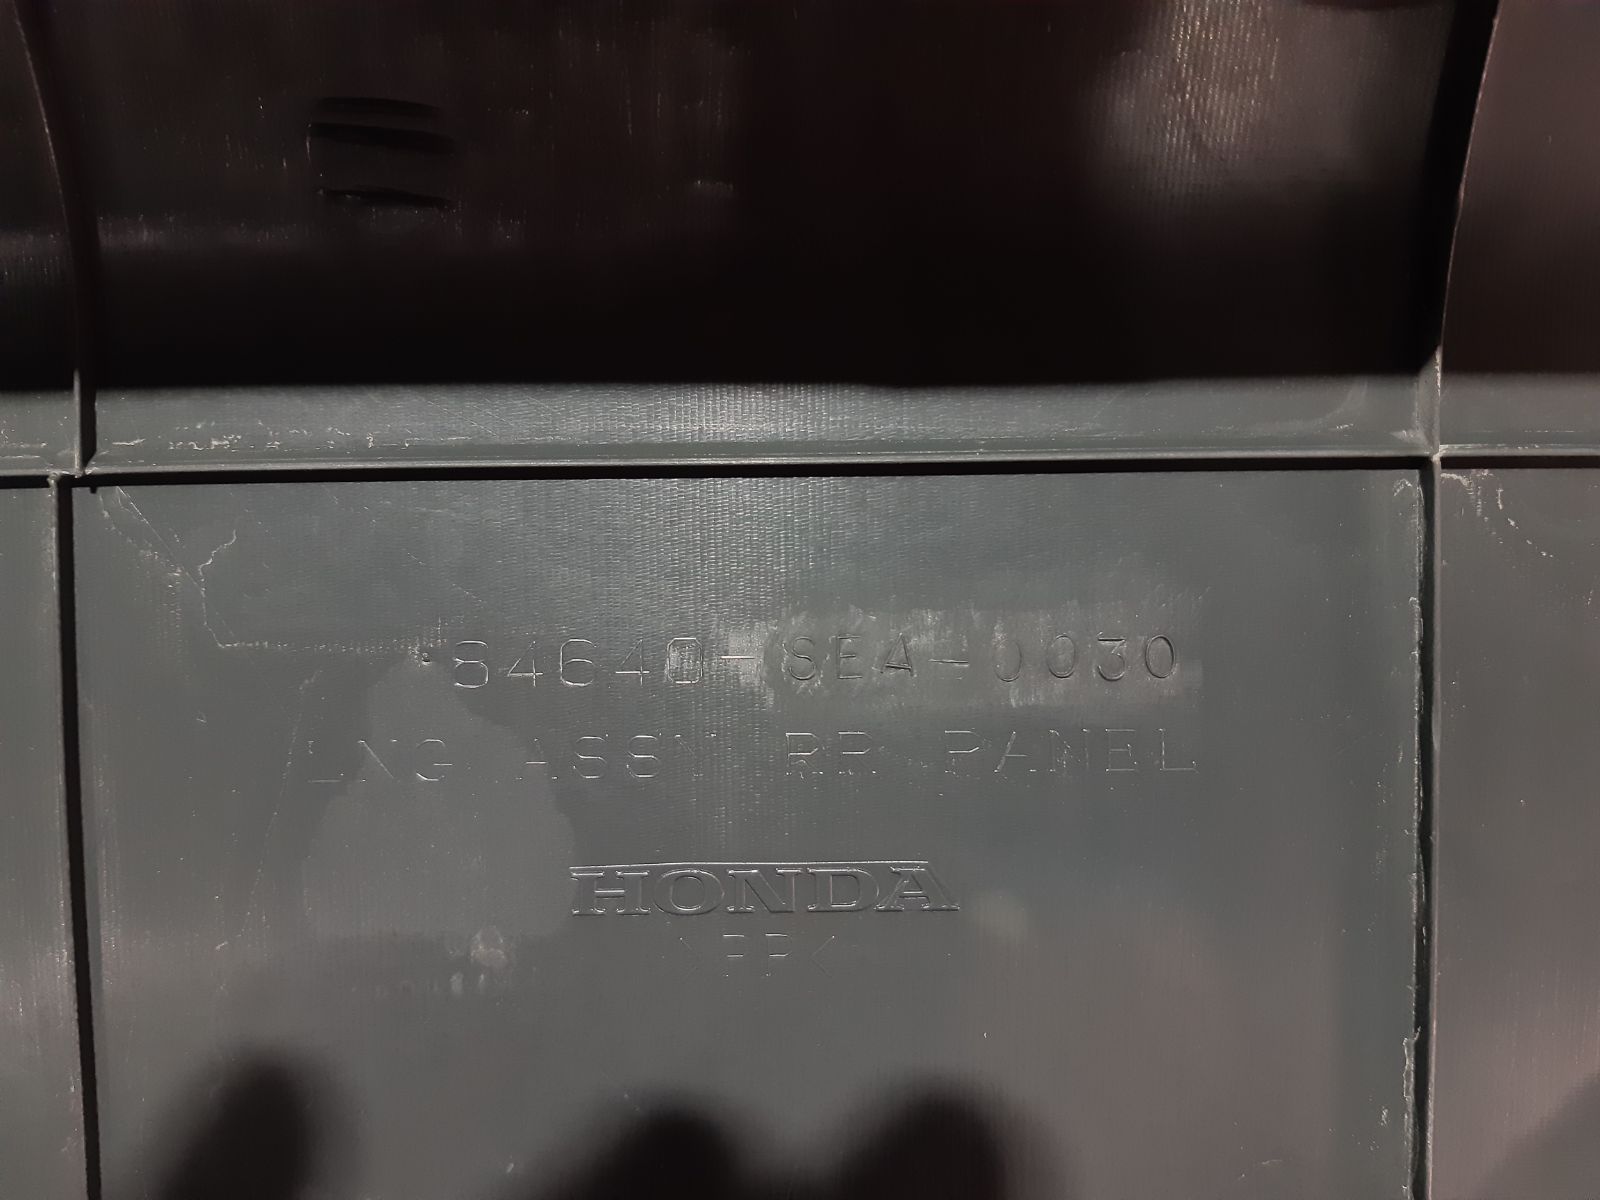 84640-SEA-0030
LNG ASSY RR PANEL
HONDA
>PP<